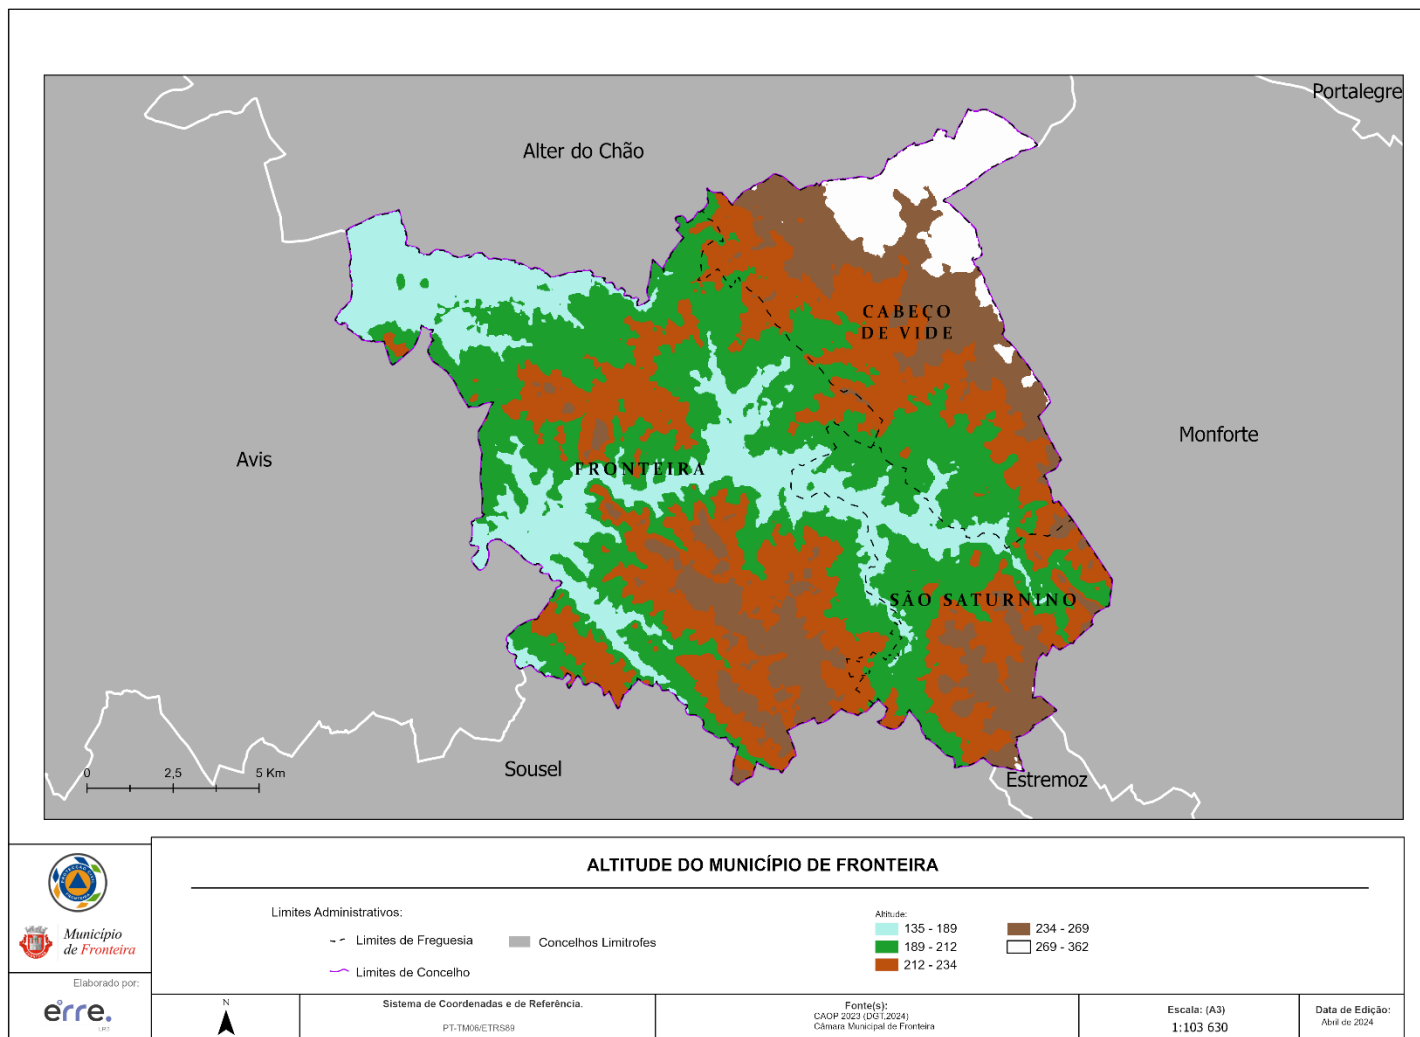 Portalegre
Alter do Chão
CABEÇO
DE VIDE
Monforte
Avis
FRONTEIRA
SÃO SATURNINO
Sousel
Estremoz
0 2,5 5 Km
ALTITUDE DO MUNICÍPIO DE FRONTEIRA
Limites Administrativos:
Limites de Freguesia
Concelhos Limitrofes
Limites de Concelho
Altitude:
135 - 189
189 - 212
212 - 234
234 - 269
269 - 362
Município
de Fronteira
Elaborado por:
erre.
N
Sistema de Coordenadas e de Referência.
PT-TM06/ETRS89
Fonte(s):
CAOP 2023 (DGT,2024)
Câmara Municipal de Fronteira
Escala: (A3)
1:103 630
Data de Edição:
Abril de 2024